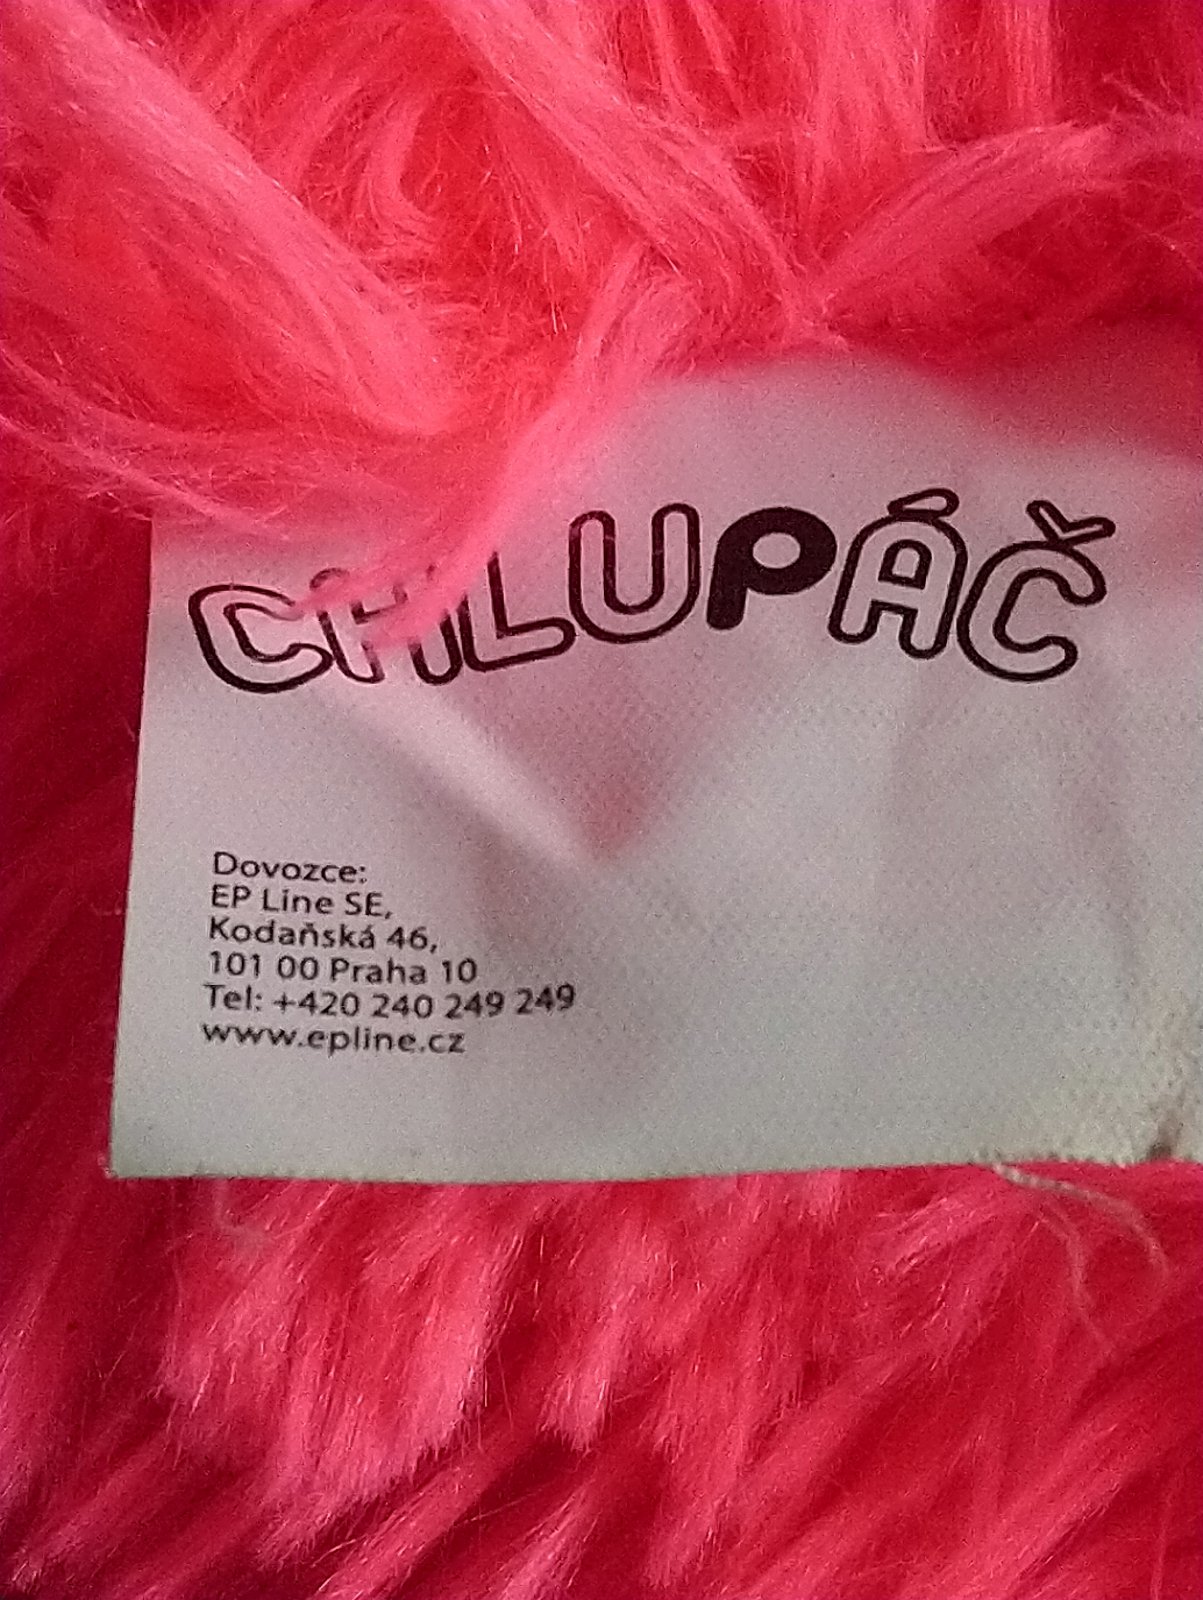 CHLUPÁČ
Dovozce:
EP Line SE,
Kodaňská 46,
101 00 Praha 10
Tel: +420 240 249 249
www.epline.cz